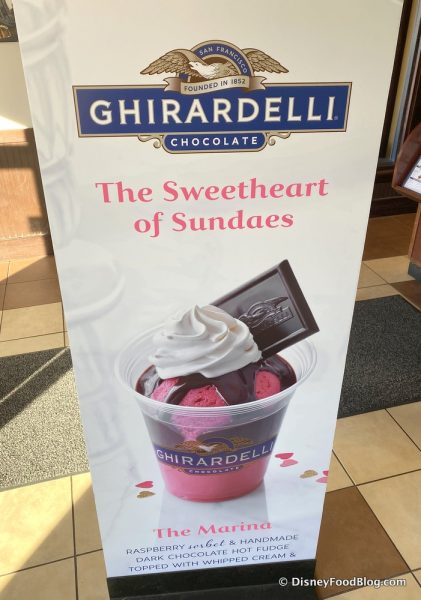 SAN FRANCISCO
FOUNDED IN 1852
GHIRARDELLI®
CHOCOLATE
The Sweetheart
of Sundaes
GHIRARDELLI
CHOCOLATE
The Marina
RASPBERRY sorbet & HANDMADE
DARK CHOCOLATE HOT FUDGE
TOPPED WITH WHIPPED CREAM &
© DisneyFoodBlog.com